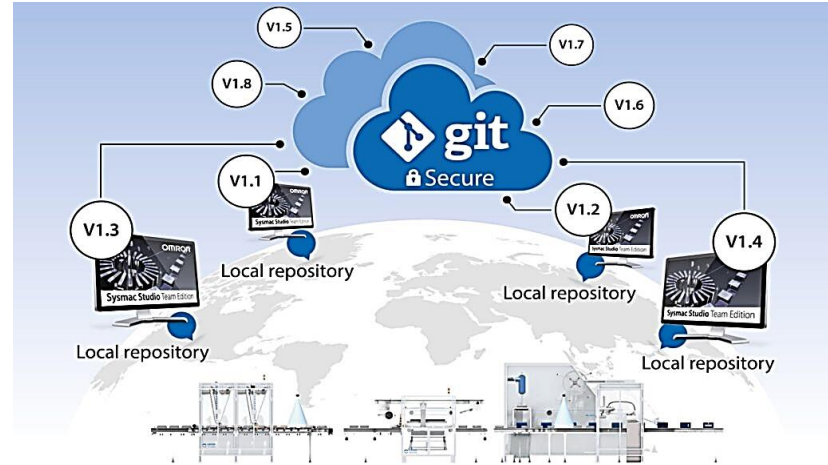 V1.5
V1.7
V1.8
V1.6
git
Secure
V1.1
V1.2
V1.3
OMRON
Sysmac Studio Team Edition
V1.4
Sysmac Studio Team Edition
Local repository
Local repository
Local repository
Local repository